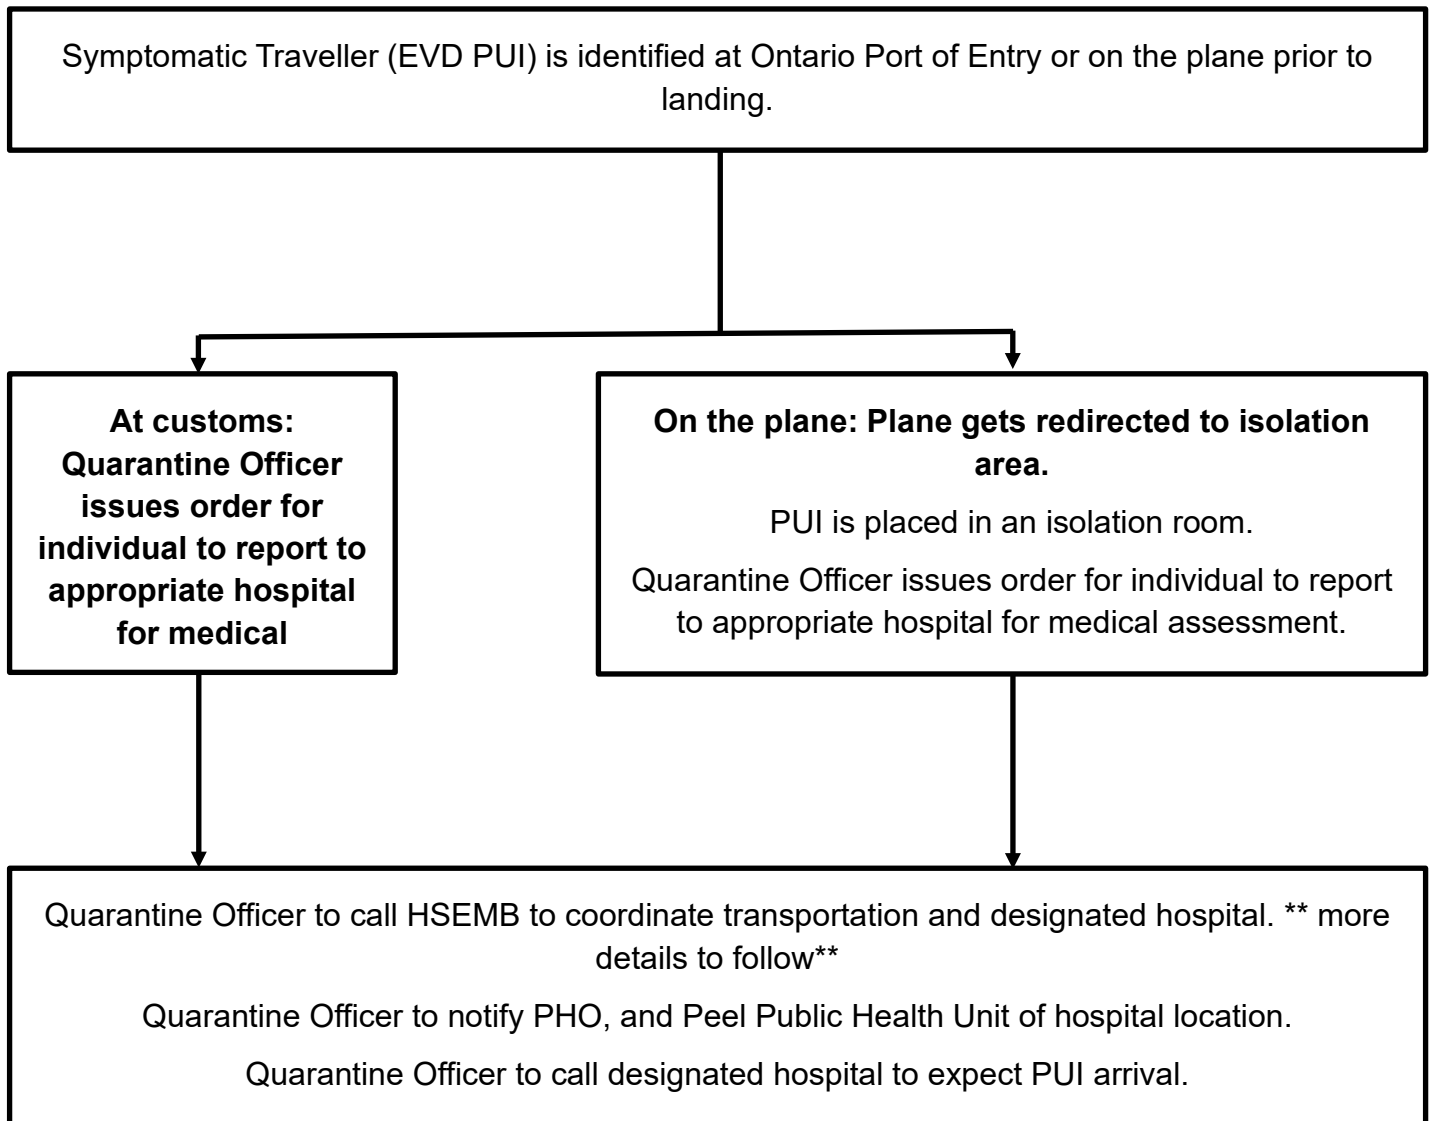 Symptomatic Traveller (EVD PUI) is identified at Ontario Port of Entry or on the plane prior to
landing.
At customs:
Quarantine Officer
issues order for
individual to report to
appropriate hospital
for medical
On the plane: Plane gets redirected to isolation
area.
PUI is placed in an isolation room.
Quarantine Officer issues order for individual to report
to appropriate hospital for medical assessment.
Quarantine Officer to call HSEMB to coordinate transportation and designated hospital. ** more
details to follow**
Quarantine Officer to notify PHO, and Peel Public Health Unit of hospital location.
Quarantine Officer to call designated hospital to expect PUI arrival.